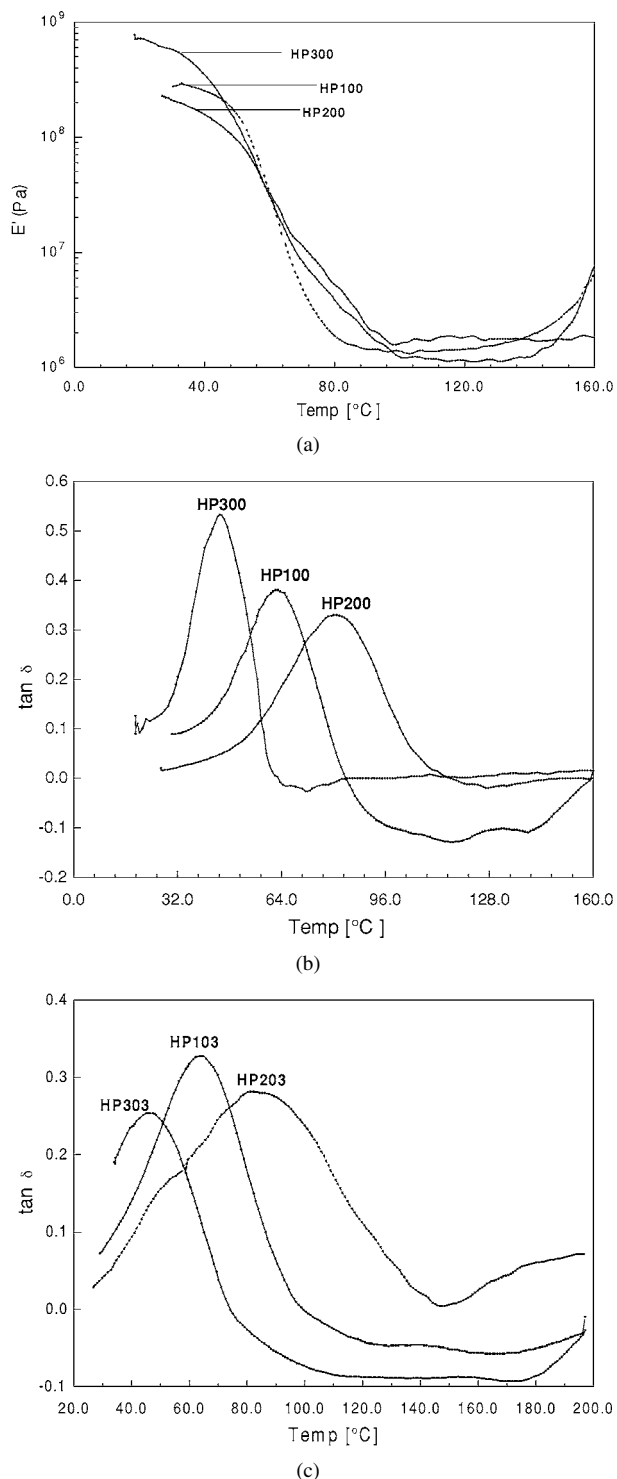 10⁹
HP300
HP100
HP200
10⁸
E' (Pa)
10⁷
10⁶
0.0 40.0 80.0 120.0 160.0
Temp [°C]
(a)
0.6
HP300
0.5
0.4
HP100
HP200
0.3
tan δ
0.2
0.1
0.0
-0.1
-0.2
0.0 32.0 64.0 96.0 128.0 160.0
Temp [°C]
(b)
0.4
HP103
0.3
HP203
HP303
0.2
tan δ
0.1
0.0
-0.1
20.0 40.0 60.0 80.0 100.0 120.0 140.0 160.0 180.0 200.0
Temp [°C]
(c)